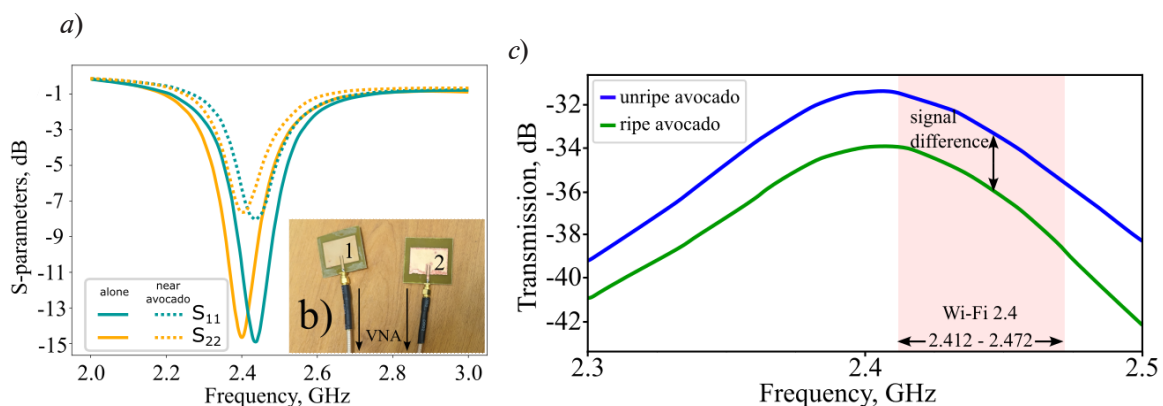 a)
S-parameters, dB
-1
-3
-5
-7
-9
-11
-13
-15
2.0
2.2
2.4
2.6
2.8
3.0
Frequency, GHz
alone
near
avocado
S11
S22
b)
1
2
VNA
c)
Transmission, dB
-32
-34
-36
-38
-40
-42
2.3
2.4
2.5
Frequency, GHz
unripe avocado
ripe avocado
signal
difference
Wi-Fi 2.4
2.412 - 2.472